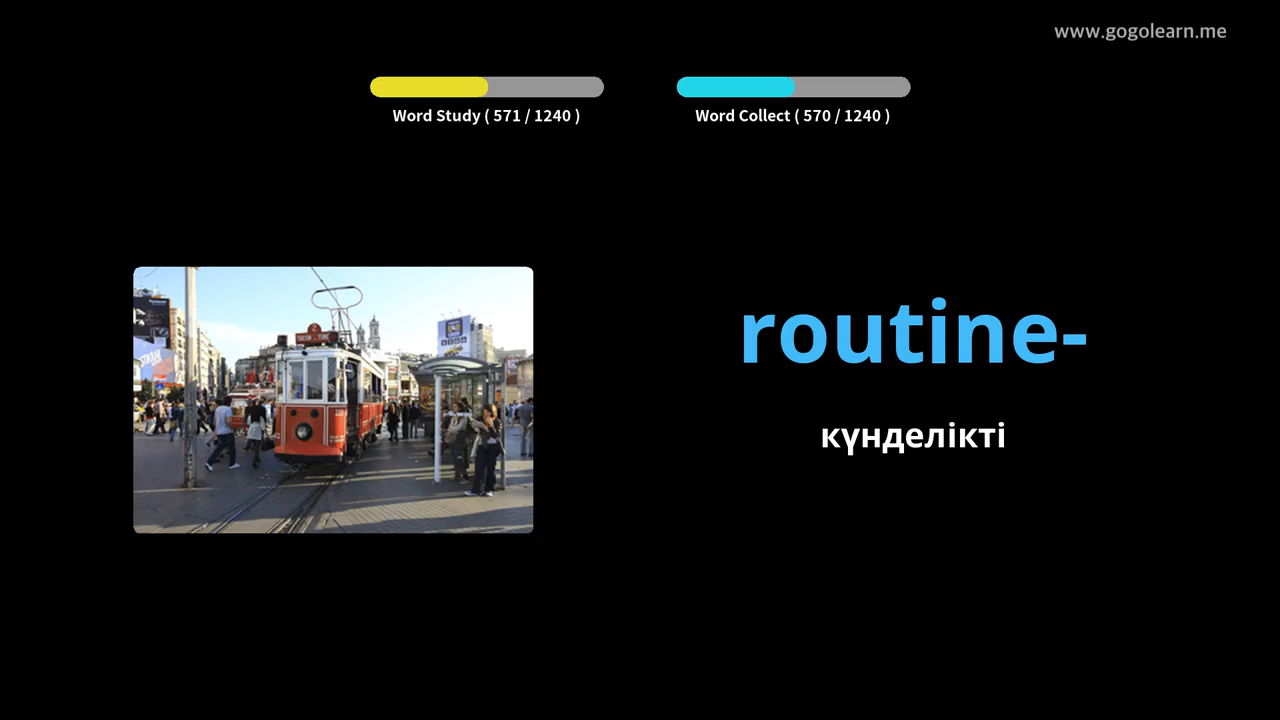 www.gogolearn.me
Word Study ( 571 / 1240 )
Word Collect ( 570 / 1240 )
routine-
күнделікті